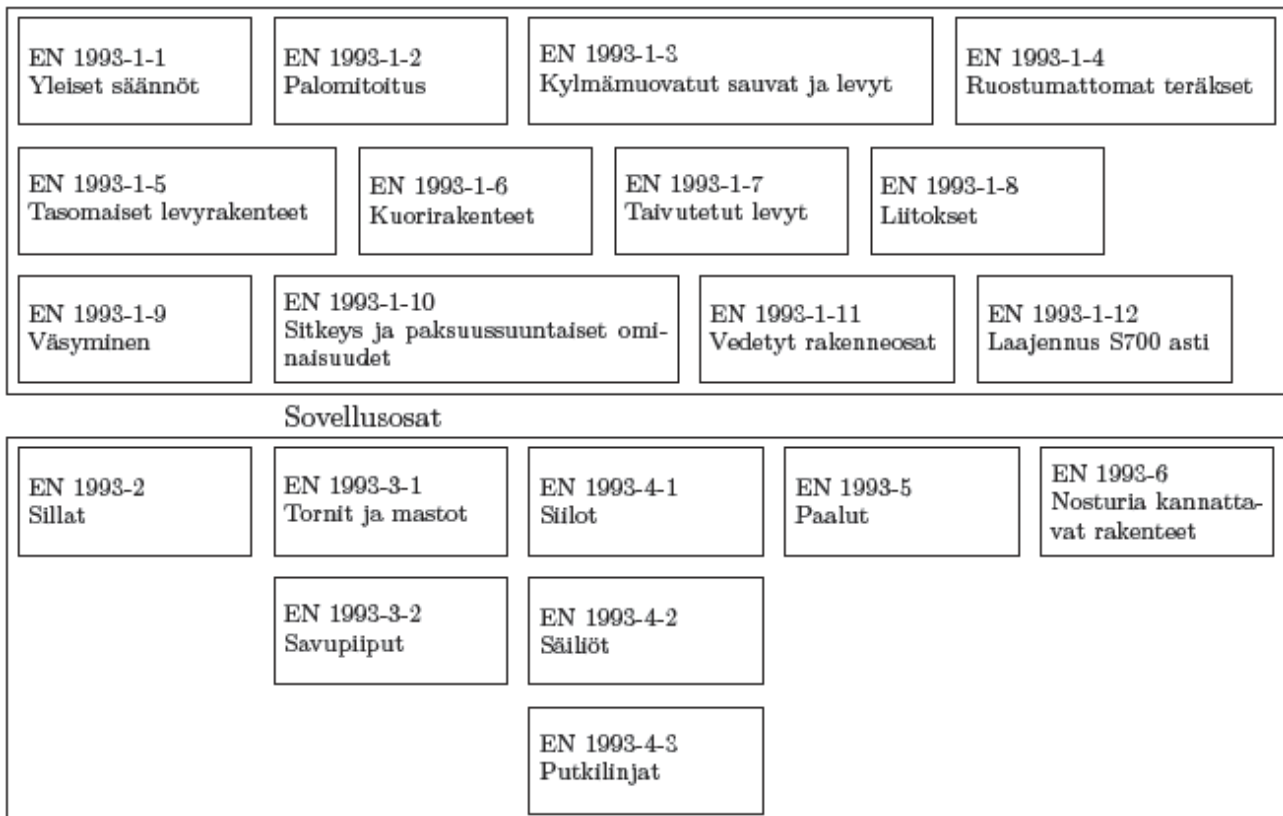 EN 1993-1-1
Yleiset säännöt
EN 1993-1-2
Palomitoitus
EN 1993-1-3
Kylmämuovatut sauvat ja levyt
EN 1993-1-4
Ruostumattomat teräkset
EN 1993-1-5
Tasomaiset levyrakenteet
EN 1993-1-6
Kuorirakenteet
EN 1993-1-7
Taivutetut levyt
EN 1993-1-8
Liitokset
EN 1993-1-9
Väsyminen
EN 1993-1-10
Sitkeys ja paksuussuuntaiset omi-
naisuudet
EN 1993-1-11
Vedetyt rakenneosat
EN 1993-1-12
Laajennus S700 asti
Sovellusosat
EN 1993-2
Sillat
EN 1993-3-1
Tornit ja mastot
EN 1993-4-1
Siilot
EN 1993-5
Paalut
EN 1993-6
Nosturia kannatta-
vat rakenteet
EN 1993-3-2
Savupiiput
EN 1993-4-2
Säiliöt
EN 1993-4-3
Putkilinjat